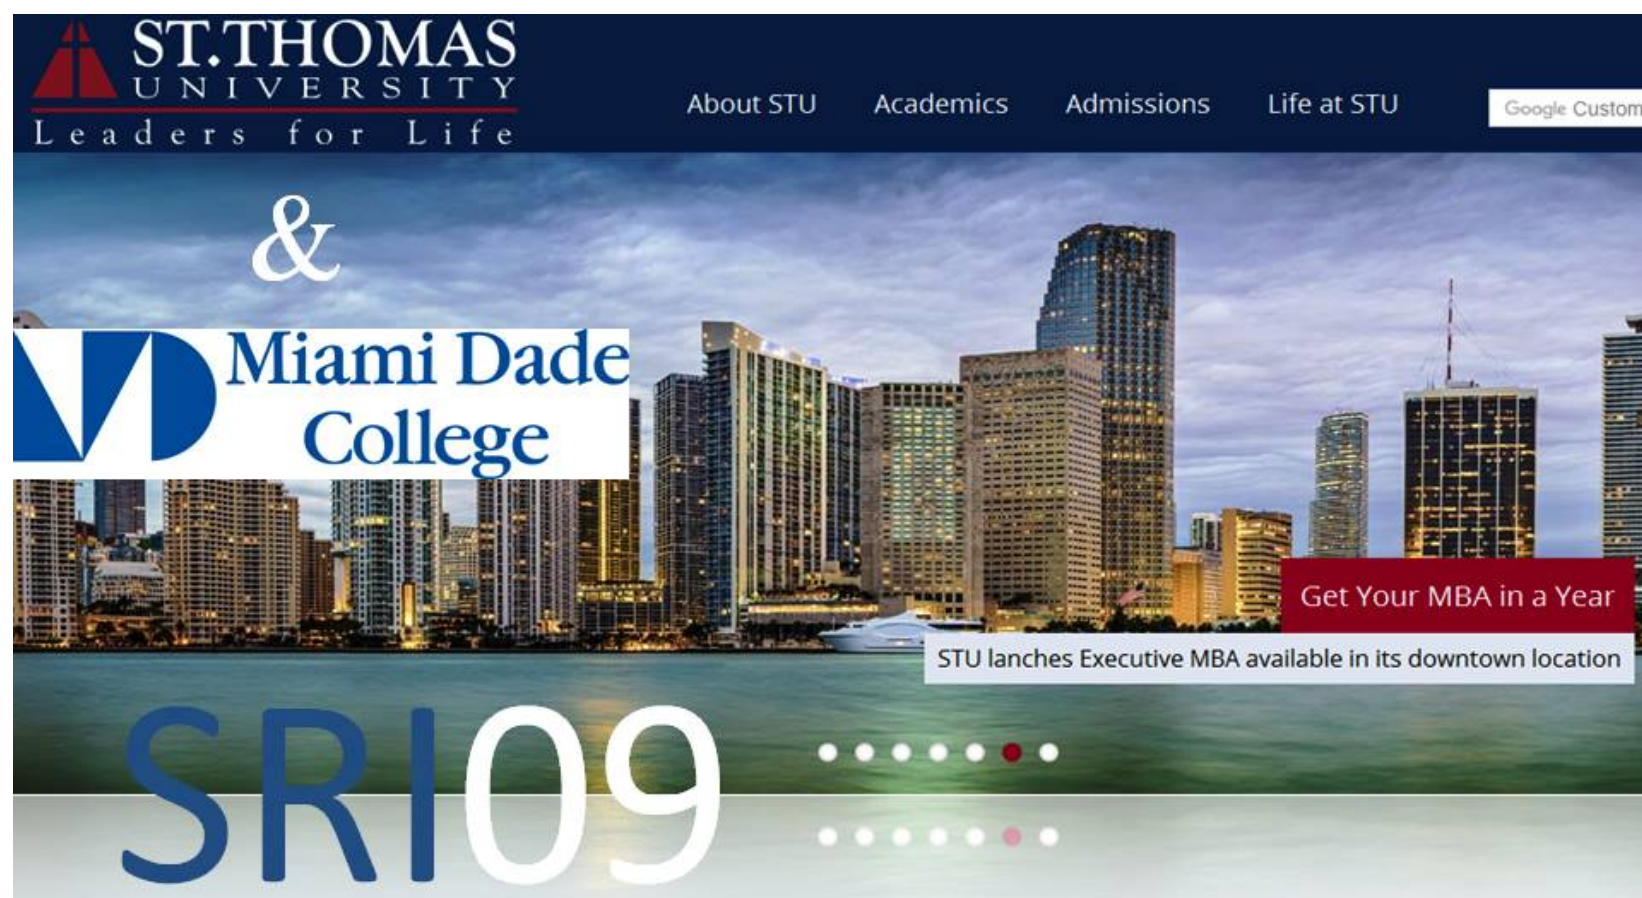 ST.THOMAS
UNIVERSITY
Leaders for Life
About STU Academics Admissions Life at STU Google Custom
&
Miami Dade
College
Get Your MBA in a Year
STU lanches Executive MBA available in its downtown location
SRI09